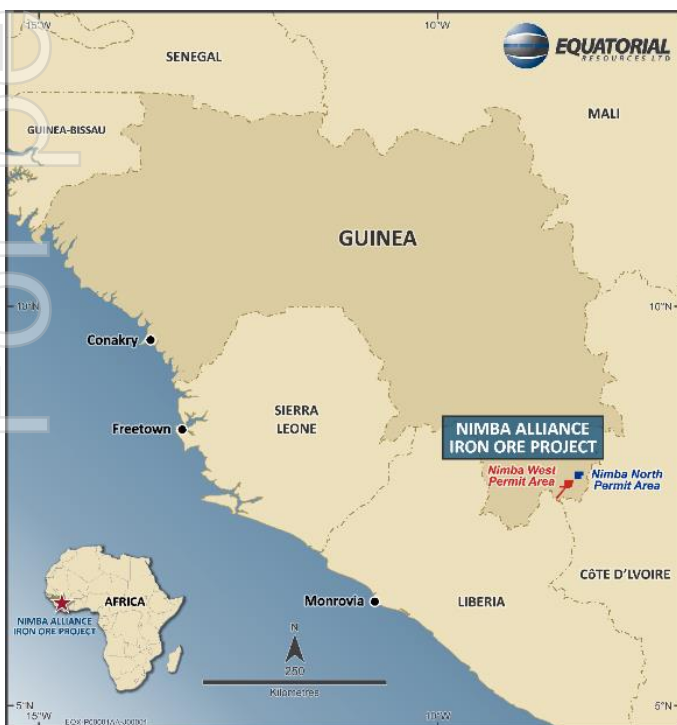 15°W
10°W
EQUATORIAL
RESOURCES LTD
SENEGAL
MALI
GUINEA-BISSAU
GUINEA
10°N
10°N
Conakry
SIERRA
LEONE
Freetown
NIMBA ALLIANCE
IRON ORE PROJECT
Nimba West
Permit Area
Nimba North
Permit Area
CÔTE D'IVOIRE
AFRICA
Monrovia
LIBERIA
NIMBA ALLIANCE
IRON ORE PROJECT
N
250
Kilometres
5°N
15°W
10°W
5°N